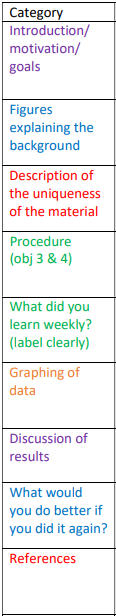 Category
Introduction/
motivation/
goals
Figures
explaining the
background
Description of
the uniqueness
of the material
Procedure
(obj 3 & 4)
What did you
learn weekly?
(label clearly)
Graphing of
data
Discussion of
results
What would
you do better if
you did it again?
References